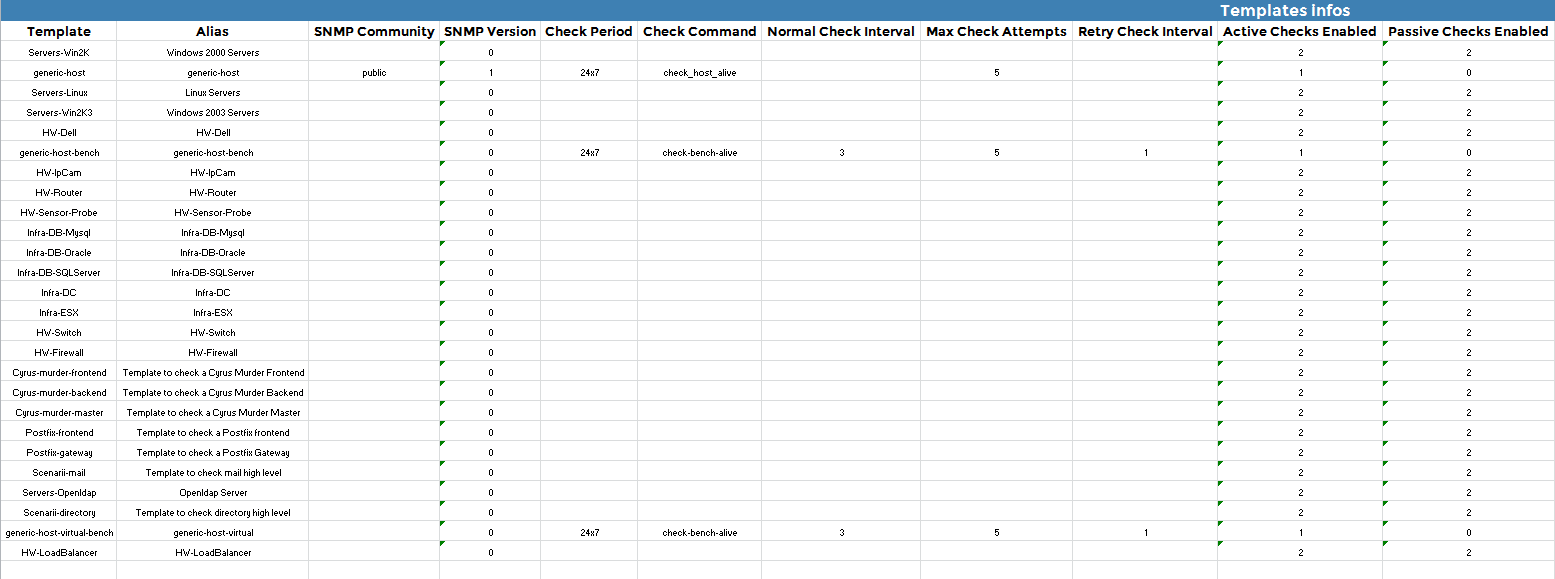 Templates infos
Template Alias SNMP Community SNMP Version Check Period Check Command Normal Check Interval Max Check Attempts Retry Check Interval Active Checks Enabled Passive Checks Enabled
Servers-Win2K Windows 2000 Servers 0 2 2
generic-host generic-host public 1 24x7 check_host_alive 5 1 0
Servers-Linux Linux Servers 0 2 2
Servers-Win2K3 Windows 2003 Servers 0 2 2
HW-Dell HW-Dell 0 2 2
generic-host-bench generic-host-bench 0 24x7 check-bench-alive 3 5 1 1 0
HW-IpCam HW-IpCam 0 2 2
HW-Router HW-Router 0 2 2
HW-Sensor-Probe HW-Sensor-Probe 0 2 2
Infra-DB-Mysql Infra-DB-Mysql 0 2 2
Infra-DB-Oracle Infra-DB-Oracle 0 2 2
Infra-DB-SQLServer Infra-DB-SQLServer 0 2 2
Infra-DC Infra-DC 0 2 2
Infra-ESX Infra-ESX 0 2 2
HW-Switch HW-Switch 0 2 2
HW-Firewall HW-Firewall 0 2 2
Cyrus-murder-frontend Template to check a Cyrus Murder Frontend 0 2 2
Cyrus-murder-backend Template to check a Cyrus Murder Backend 0 2 2
Cyrus-murder-master Template to check a Cyrus Murder Master 0 2 2
Postfix-frontend Template to check a Postfix frontend 0 2 2
Postfix-gateway Template to check a Postfix Gateway 0 2 2
Scenarii-mail Template to check mail high level 0 2 2
Servers-Openldap Openldap Server 0 2 2
Scenarii-directory Template to check directory high level 0 2 2
generic-host-virtual-bench generic-host-virtual 0 24x7 check-bench-alive 3 5 1 1 0
HW-LoadBalancer HW-LoadBalancer 0 2 2